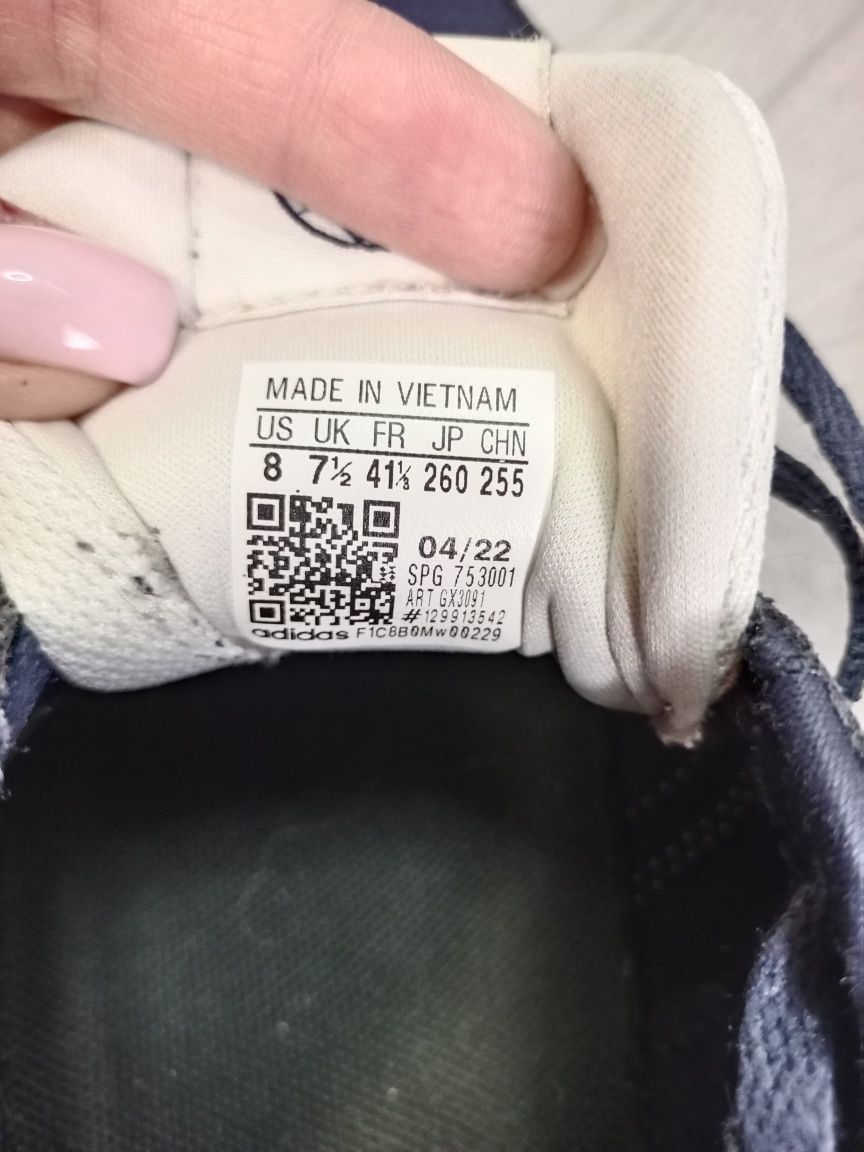 MADE IN VIETNAM
US UK FR JP CHN
8 7½ 41⅓ 260 255
04/22
SPG 753001
ART GX3091
#129913542
adidas F1C8B0Mw00229